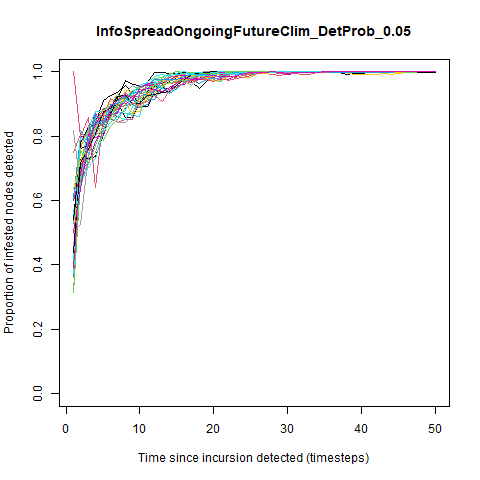 InfoSpreadOngoingFutureClim_DetProb_0.05
Proportion of infested nodes detected
1.0
0.8
0.6
0.4
0.2
0.0
0 10 20 30 40 50
Time since incursion detected (timesteps)